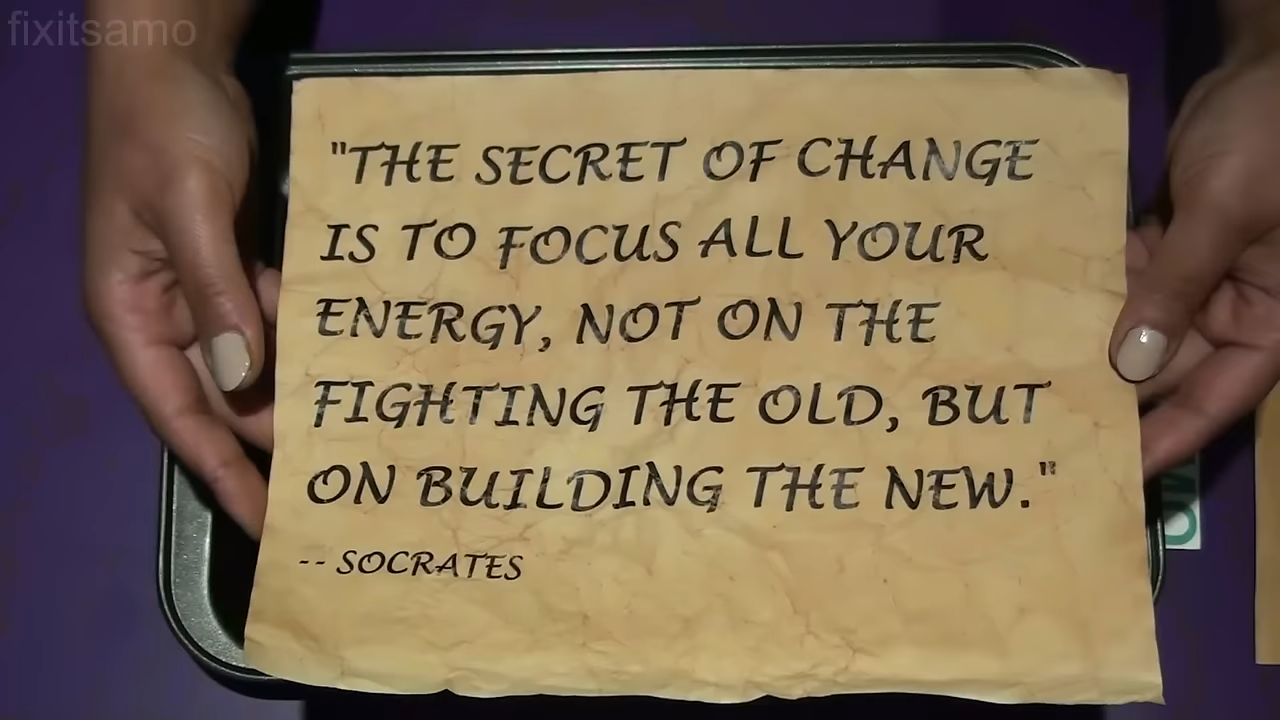 fixitsamo
"THE SECRET OF CHANGE
IS TO FOCUS ALL YOUR
ENERGY, NOT ON THE
FIGHTING THE OLD, BUT
ON BUILDING THE NEW."
-- SOCRATES